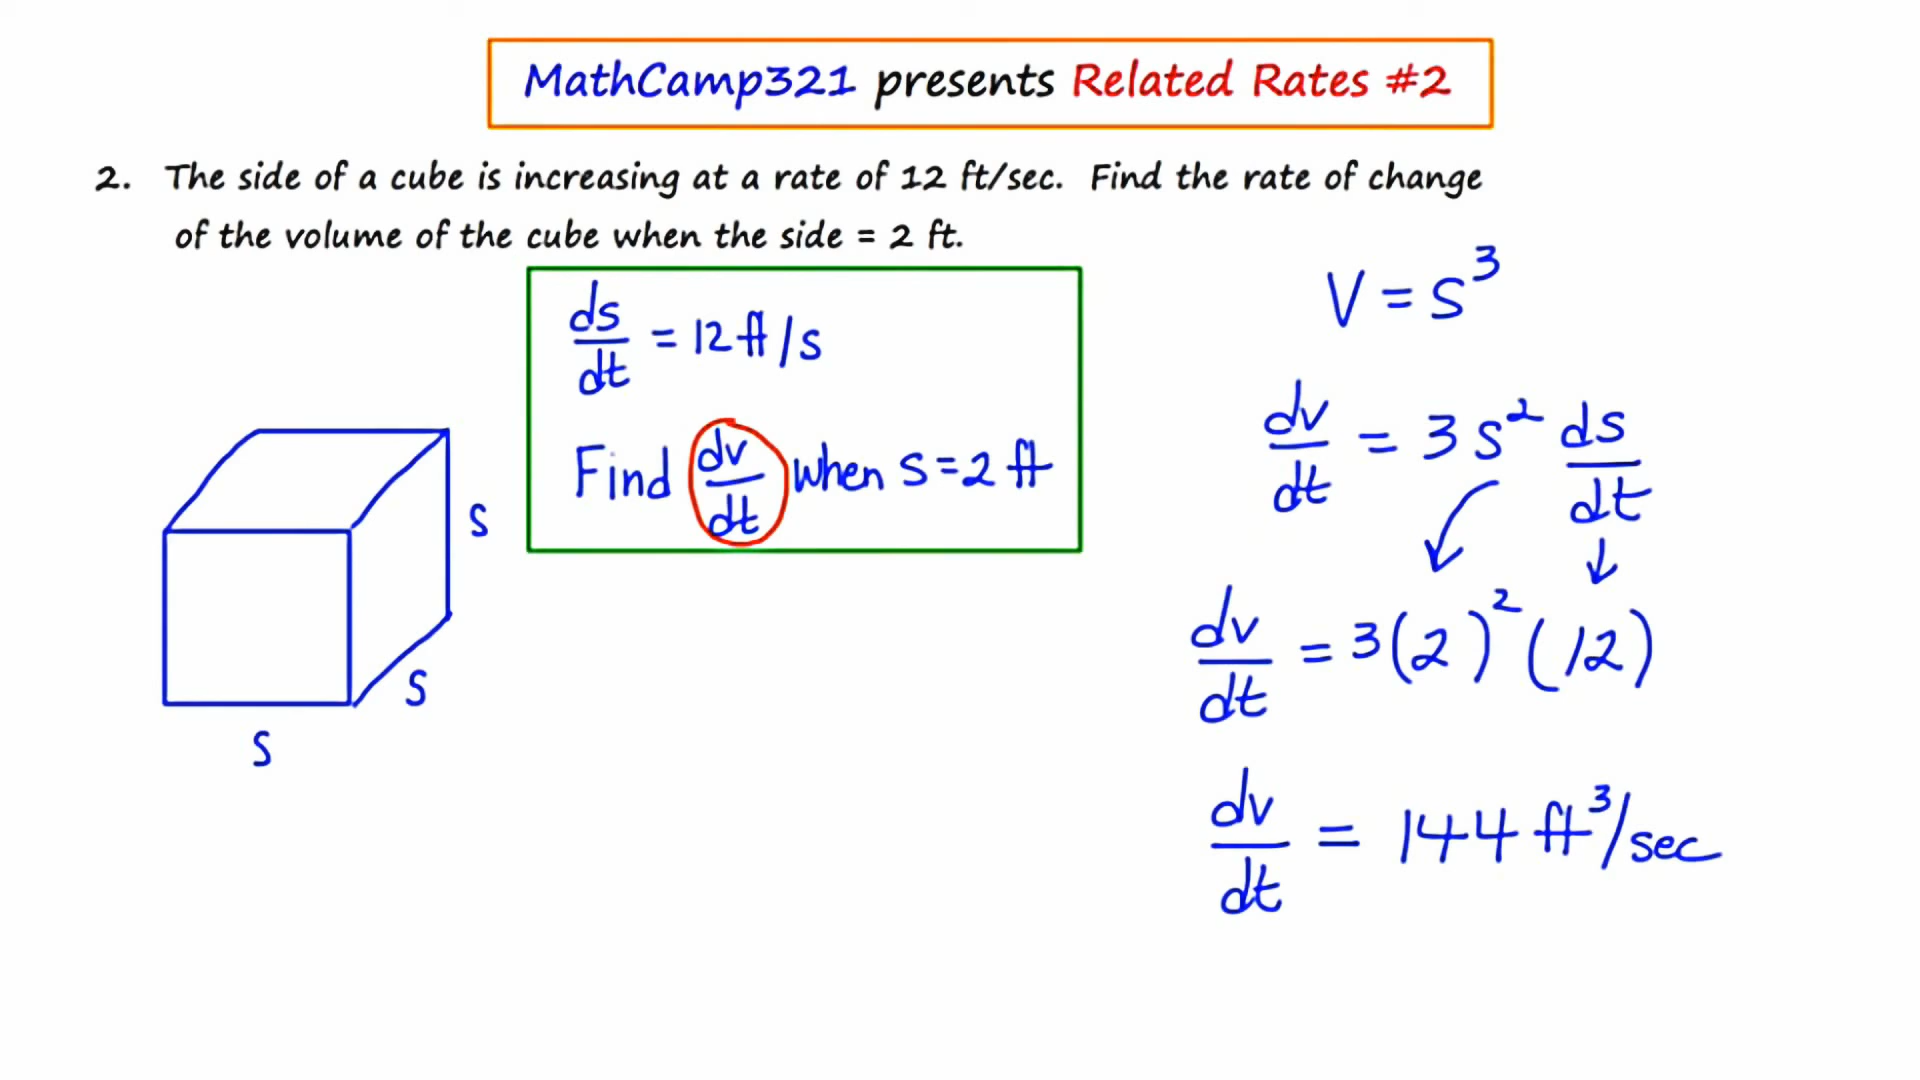 MathCamp321 presents Related Rates #2
2. The side of a cube is increasing at a rate of 12 ft/sec. Find the rate of change
of the volume of the cube when the side = 2 ft.
ds/dt = 12 ft/s
Find dv/dt when s = 2 ft
s
s
s
V = s³
dv/dt = 3s² ds/dt
dv/dt = 3(2)²(12)
dv/dt = 144 ft³/sec